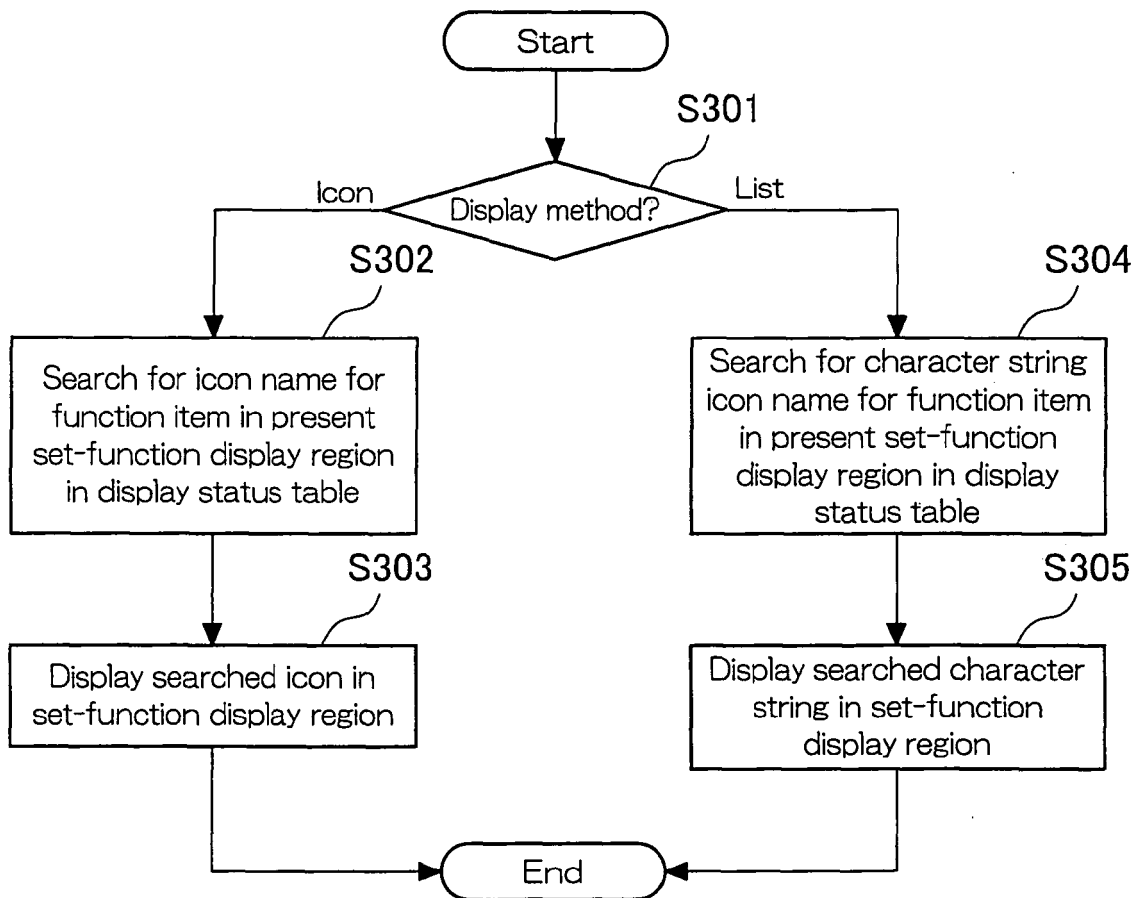 Start
S301
Icon
Display method?
List
S302
Search for icon name for
function item in present
set-function display region
in display status table
S304
Search for character string
icon name for function item
in present set-function
display region in display
status table
S303
Display searched icon in
set-function display region
S305
Display searched character
string in set-function
display region
End